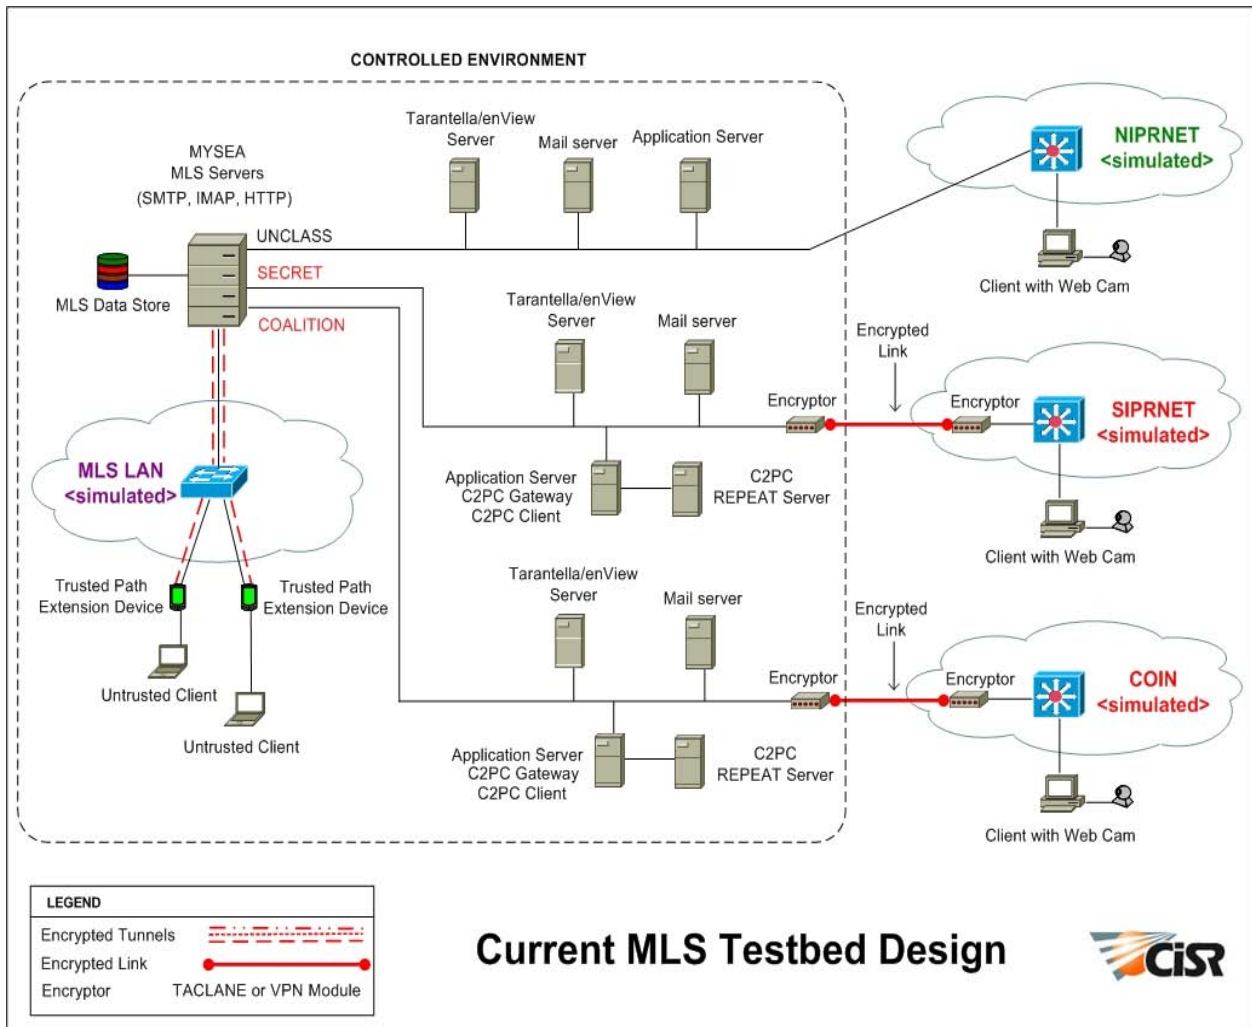 CONTROLLED ENVIRONMENT
MYSEA
MLS Servers
(SMTP, IMAP, HTTP)
Tarantella/enView
Server
Mail server
Application Server
NIPRNET
<simulated>
UNCLASS
SECRET
COALITION
MLS Data Store
Client with Web Cam
Tarantella/enView
Server
Mail server
Encrypted
Link
Encryptor
Encryptor
SIPRNET
<simulated>
MLS LAN
<simulated>
Application Server
C2PC Gateway
C2PC Client
C2PC
REPEAT Server
Client with Web Cam
Trusted Path
Extension Device
Trusted Path
Extension Device
Tarantella/enView
Server
Mail server
Encrypted
Link
Encryptor
Encryptor
COIN
<simulated>
Untrusted Client
Untrusted Client
Application Server
C2PC Gateway
C2PC Client
C2PC
REPEAT Server
Client with Web Cam
LEGEND
Encrypted Tunnels
Encrypted Link
Encryptor TACLANE or VPN Module
Current MLS Testbed Design
CISR